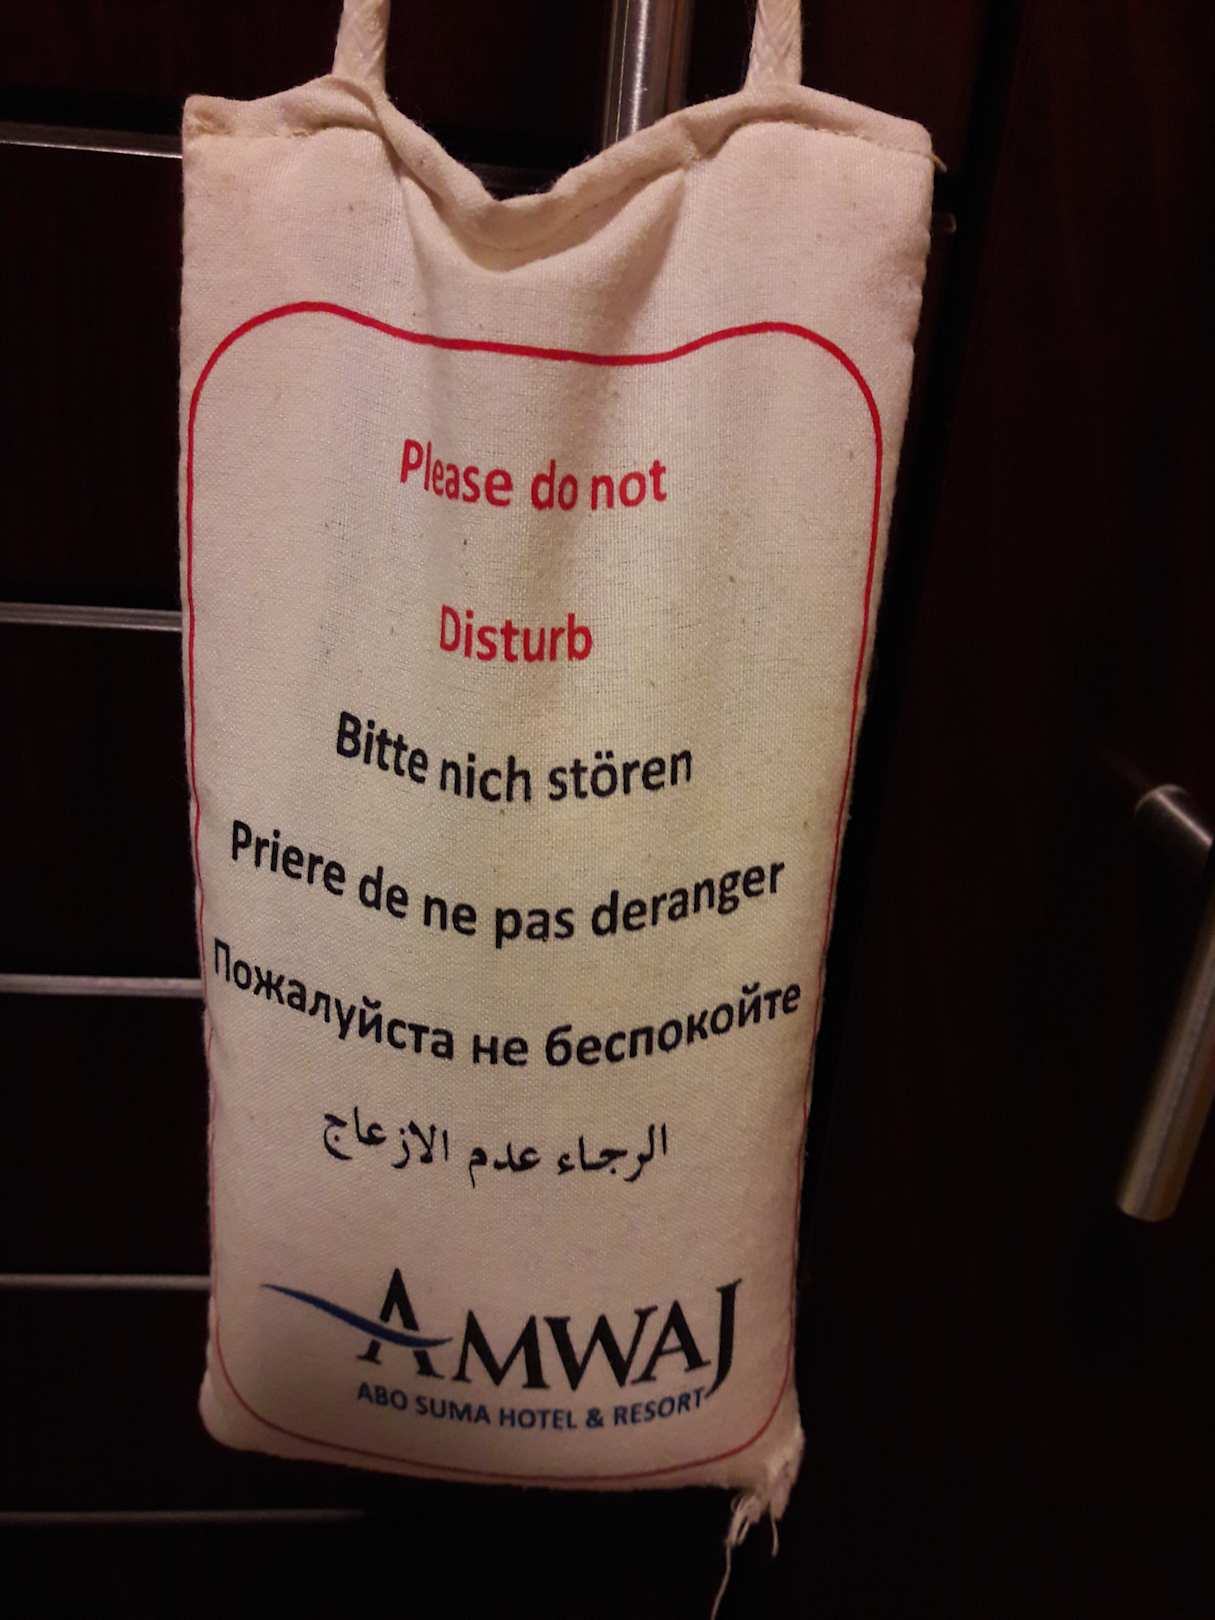 Please do not
Disturb
Bitte nich stören
Priere de ne pas deranger
Пожалуйста не беспокойте
الرجاء عدم الازعاج
AMWAJ
ABO SUMA HOTEL & RESORT